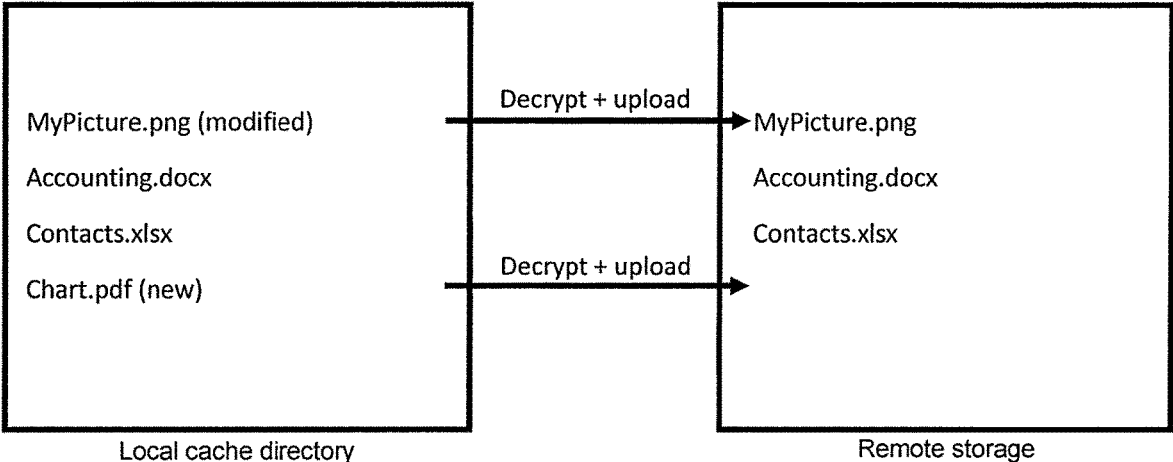 Decrypt + upload
MyPicture.png (modified)
MyPicture.png
Accounting.docx
Accounting.docx
Contacts.xlsx
Contacts.xlsx
Decrypt + upload
Chart.pdf (new)
Local cache directory
Remote storage